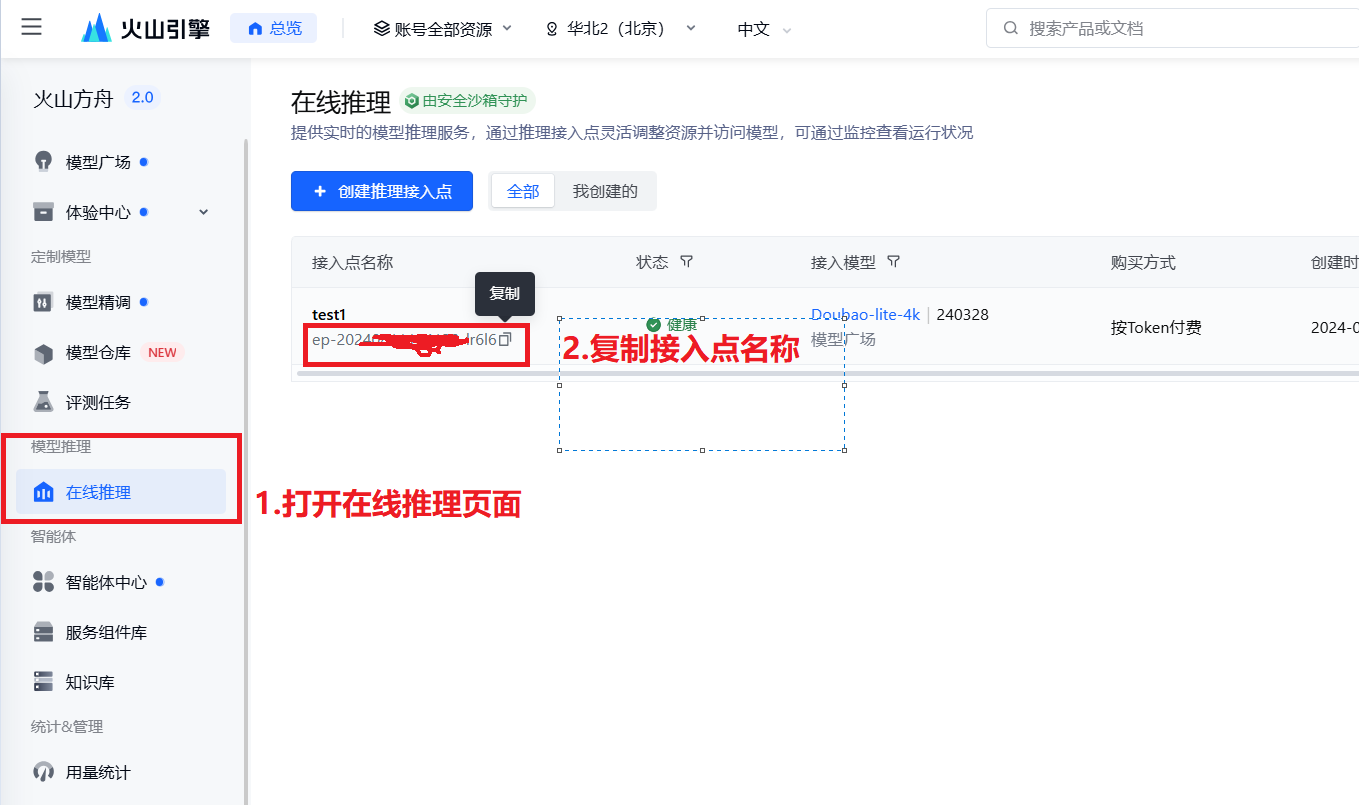 火山引擎 总览 账号全部资源 华北2（北京） 中文 搜索产品或文档
火山方舟 2.0
模型广场
体验中心
定制模型
模型精调
模型仓库 NEW
评测任务
模型推理
在线推理
智能体
智能体中心
服务组件库
知识库
统计&管理
用量统计
在线推理 由安全沙箱守护
提供实时的模型推理服务，通过推理接入点灵活调整资源并访问模型，可通过监控查看运行状况
+ 创建推理接入点 全部 我创建的
接入点名称 状态 接入模型 购买方式 创建时
复制
test1 健康 Doubao-lite-4k | 240328 按Token付费 2024-0
ep-2024 r6l6 模型广场
2.复制接入点名称
1.打开在线推理页面